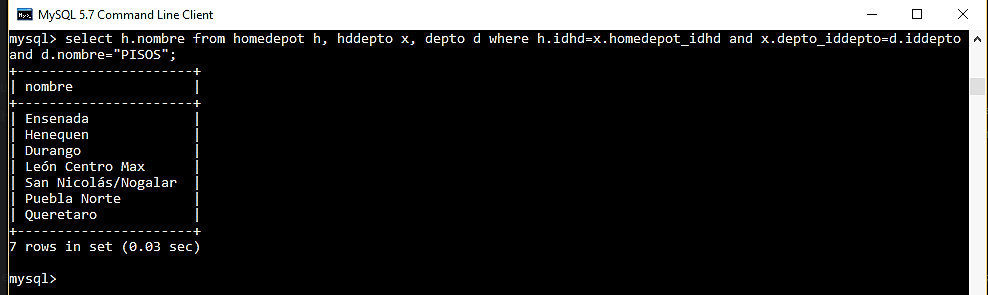 MySQL 5.7 Command Line Client
mysql> select h.nombre from homedepot h, hddepto x, depto d where h.idhd=x.homedepot_idhd and x.depto_iddepto=d.iddepto
and d.nombre="PISOS";
+----------------------+
| nombre               |
+----------------------+
| Ensenada             |
| Henequen             |
| Durango              |
| León Centro Max      |
| San Nicolás/Nogalar  |
| Puebla Norte         |
| Queretaro            |
+----------------------+
7 rows in set (0.03 sec)
mysql>